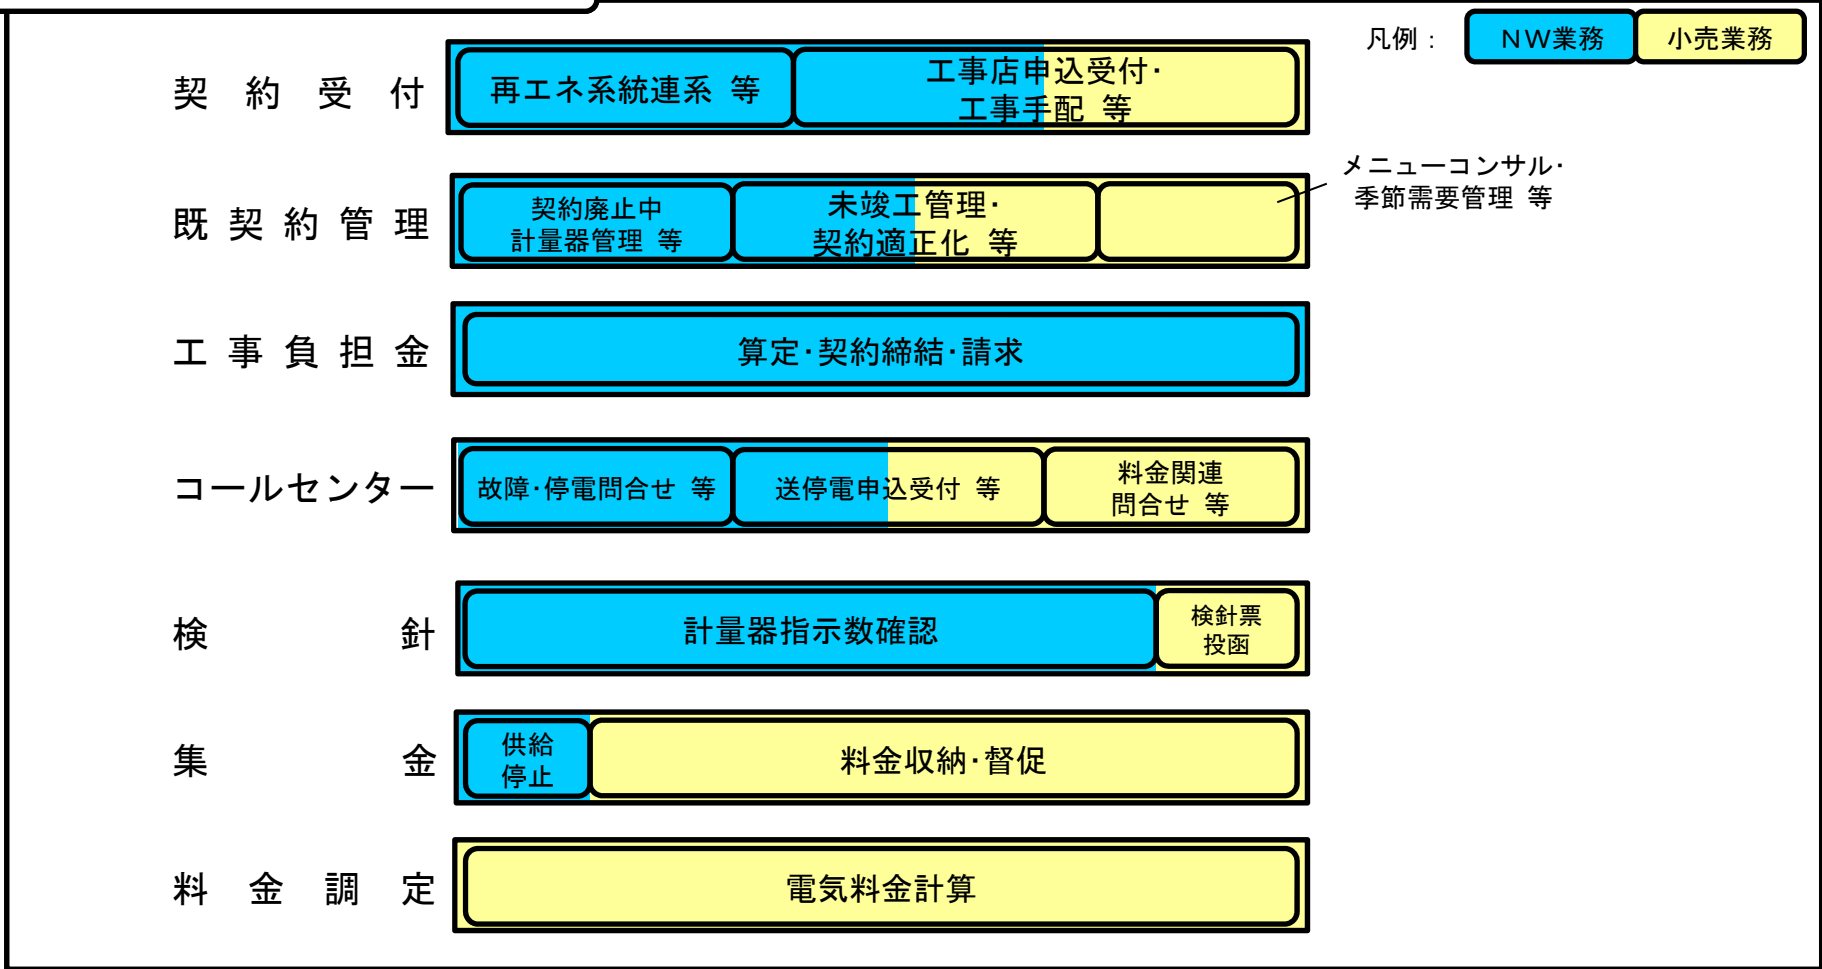 凡例：
ＮＷ業務
小売業務
契約受付
再エネ系統連系 等
工事店申込受付・
工事手配 等
既契約管理
契約廃止中
計量器管理 等
未竣工管理・
契約適正化 等
メニューコンサル・
季節需要管理 等
工事負担金
算定・契約締結・請求
コールセンター
故障・停電問合せ 等
送停電申込受付 等
料金関連
問合せ 等
検針
計量器指示数確認
検針票
投函
集金
供給
停止
料金収納・督促
料金調定
電気料金計算